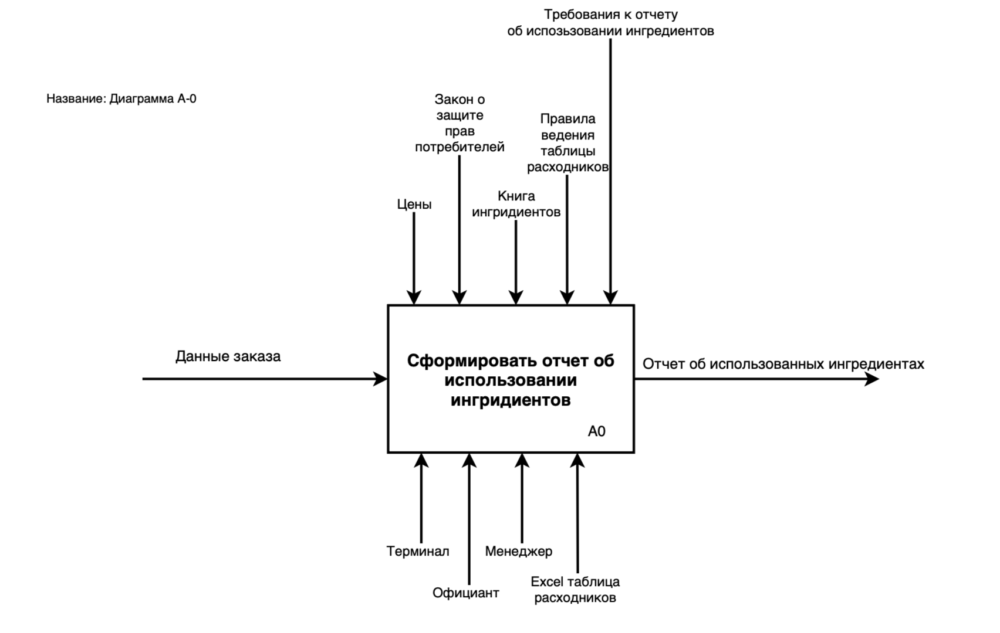 Требования к отчету
об испозьзовании ингредиентов
Название: Диаграмма А-0
Закон о
защите
прав
потребителей
Правила
ведения
таблицы
расходников
Книга
ингридиентов
Цены
Данные заказа
Сформировать отчет об
использовании
ингридиентов
А0
Отчет об использованных ингредиентах
Терминал
Менеджер
Официант
Excel таблица
расходников